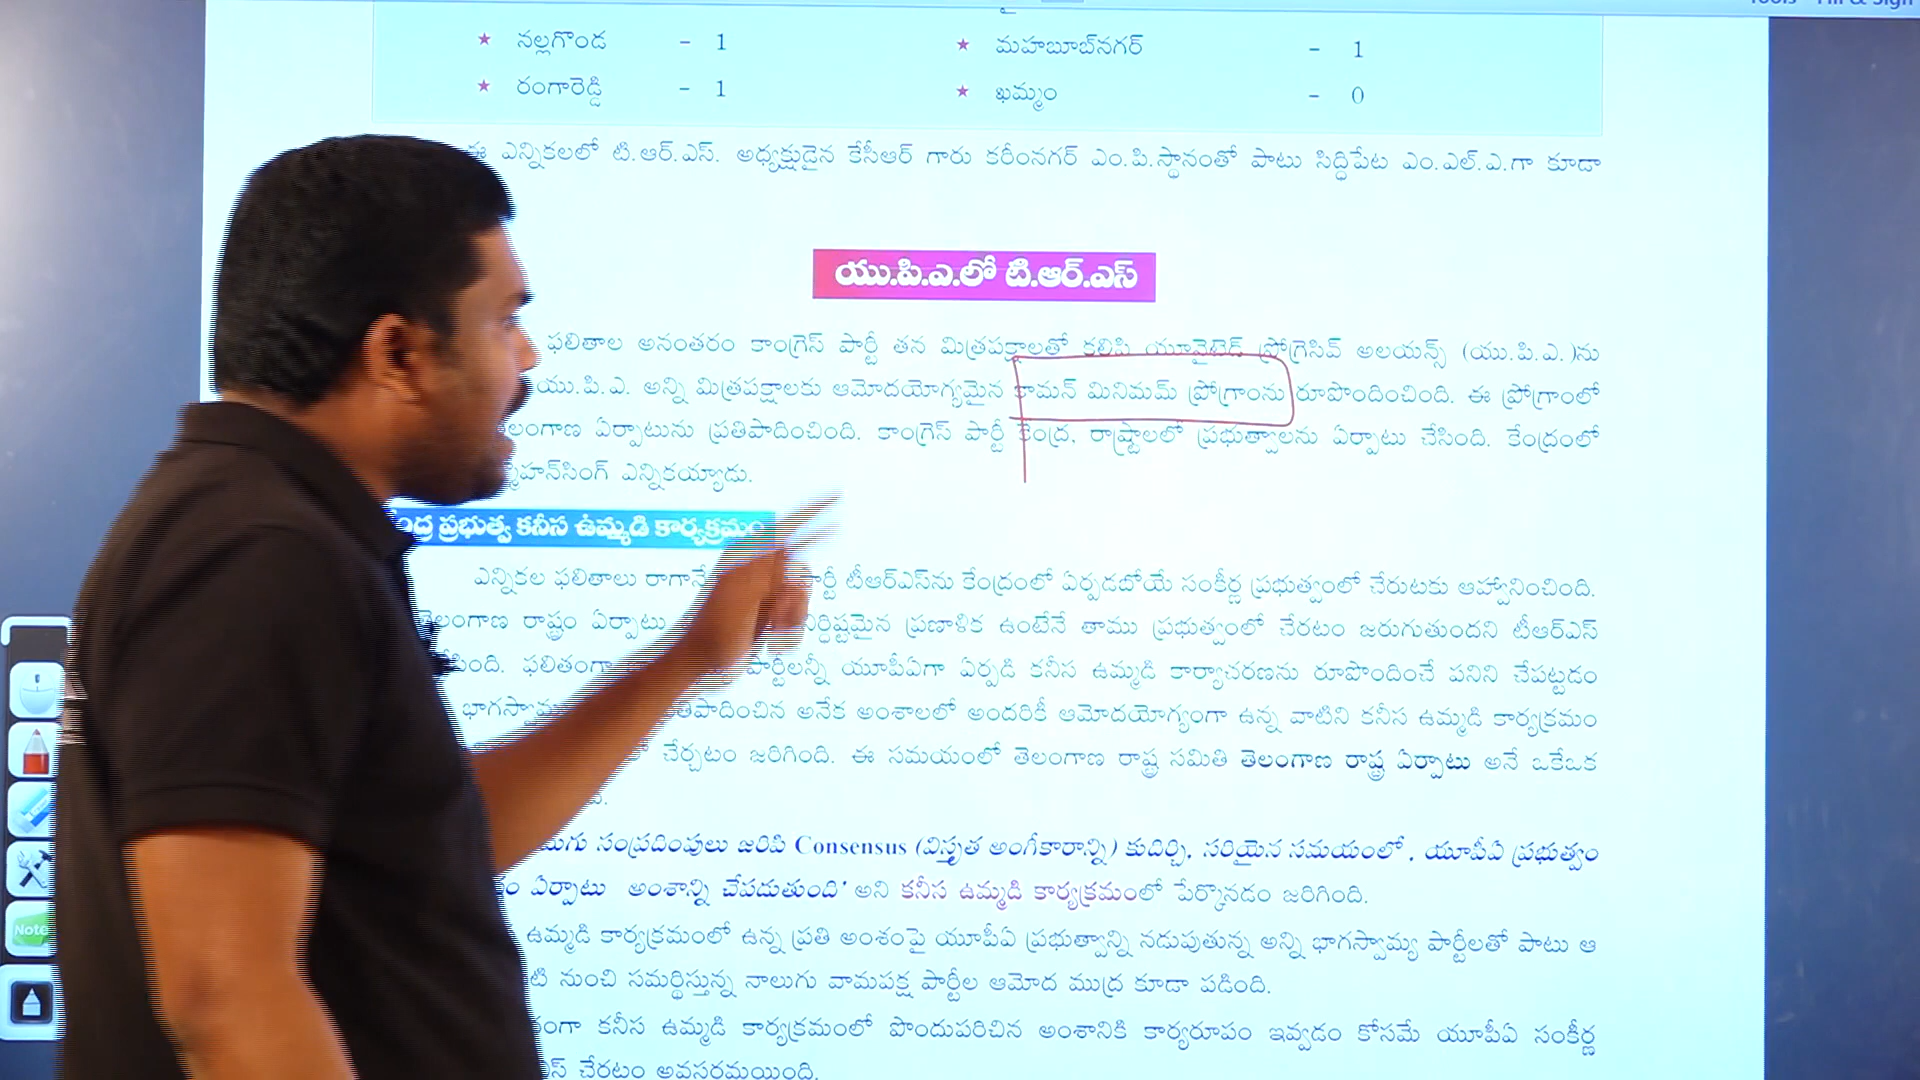 Tools Fill & Sign
★ నల్లగొండ - 1 ★ మహబూబ్‌నగర్ - 1
★ రంగారెడ్డి - 1 ★ ఖమ్మం - 0
ఈ ఎన్నికలలో టి.ఆర్.ఎస్. అధ్యక్షుడైన కేసీఆర్ గారు కరీంనగర్ ఎం.పి.స్థానంతో పాటు సిద్ధిపేట ఎం.ఎల్.ఎ.గా కూడా
యు.పి.ఎ.లో టి.ఆర్.ఎస్
ఫలితాల అనంతరం కాంగ్రెస్ పార్టీ తన మిత్రపక్షాలతో కలిపి యూనైటెడ్ ప్రోగ్రెసివ్ అలయన్స్ (యు.పి.ఎ.)ను
యు.పి.ఎ. అన్ని మిత్రపక్షాలకు ఆమోదయోగ్యమైన కామన్ మినిమమ్ ప్రోగ్రాంను రూపొందించింది. ఈ ప్రోగ్రాంలో
ఏర్పాటును ప్రతిపాదించింది. కాంగ్రెస్ పార్టీ కేంద్ర, రాష్ట్రాలలో ప్రభుత్వాలను ఏర్పాటు చేసింది. కేంద్రంలో
ఎన్నికయ్యాడు.
ప్రభుత్వ కనీస ఉమ్మడి కార్యక్రమం
ఎన్నికల ఫలితాలు రాగానే పార్టీ టీఆర్ఎస్‌ను కేంద్రంలో ఏర్పడబోయే సంకీర్ణ ప్రభుత్వంలో చేరుటకు ఆహ్వానించింది.
తెలంగాణ రాష్ట్రం ఏర్పాటు నిర్దిష్టమైన ప్రణాళిక ఉంటేనే తాము ప్రభుత్వంలో చేరటం జరుగుతుందని టీఆర్ఎస్
ఫలితంగా పార్టీలన్నీ యూపీఏగా ఏర్పడి కనీస ఉమ్మడి కార్యాచరణను రూపొందించే పనిని చేపట్టడం
అనేక అంశాలలో అందరికీ ఆమోదయోగ్యంగా ఉన్న వాటిని కనీస ఉమ్మడి కార్యక్రమం
చేర్చటం జరిగింది. ఈ సమయంలో తెలంగాణ రాష్ట్ర సమితి తెలంగాణ రాష్ట్ర ఏర్పాటు అనే ఒకేఒక
సంప్రదింపులు జరిపి Consensus (విస్తృత అంగీకారాన్ని) కుదిర్చి, సరియైన సమయంలో, యూపీఏ ప్రభుత్వం
ఏర్పాటు అంశాన్ని చేపడుతుంది' అని కనీస ఉమ్మడి కార్యక్రమంలో పేర్కొనడం జరిగింది.
ఉమ్మడి కార్యక్రమంలో ఉన్న ప్రతి అంశంపై యూపీఏ ప్రభుత్వాన్ని నడుపుతున్న అన్ని భాగస్వామ్య పార్టీలతో పాటు ఆ
నుంచి సమర్థిస్తున్న నాలుగు వామపక్ష పార్టీల ఆమోద ముద్ర కూడా పడింది.
కనీస ఉమ్మడి కార్యక్రమంలో పొందుపరిచిన అంశానికి కార్యరూపం ఇవ్వడం కోసమే యూపీఏ సంకీర్ణ
చేరటం అవసరమయింది.
Note